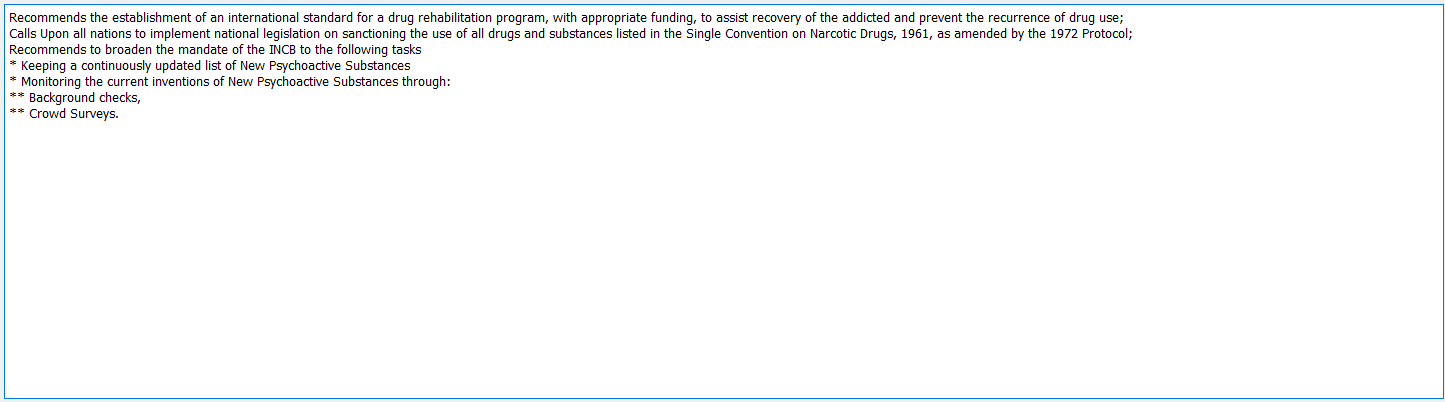 Recommends the establishment of an international standard for a drug rehabilitation program, with appropriate funding, to assist recovery of the addicted and prevent the recurrence of drug use;
Calls Upon all nations to implement national legislation on sanctioning the use of all drugs and substances listed in the Single Convention on Narcotic Drugs, 1961, as amended by the 1972 Protocol;
Recommends to broaden the mandate of the INCB to the following tasks
* Keeping a continuously updated list of New Psychoactive Substances
* Monitoring the current inventions of New Psychoactive Substances through:
** Background checks,
** Crowd Surveys.